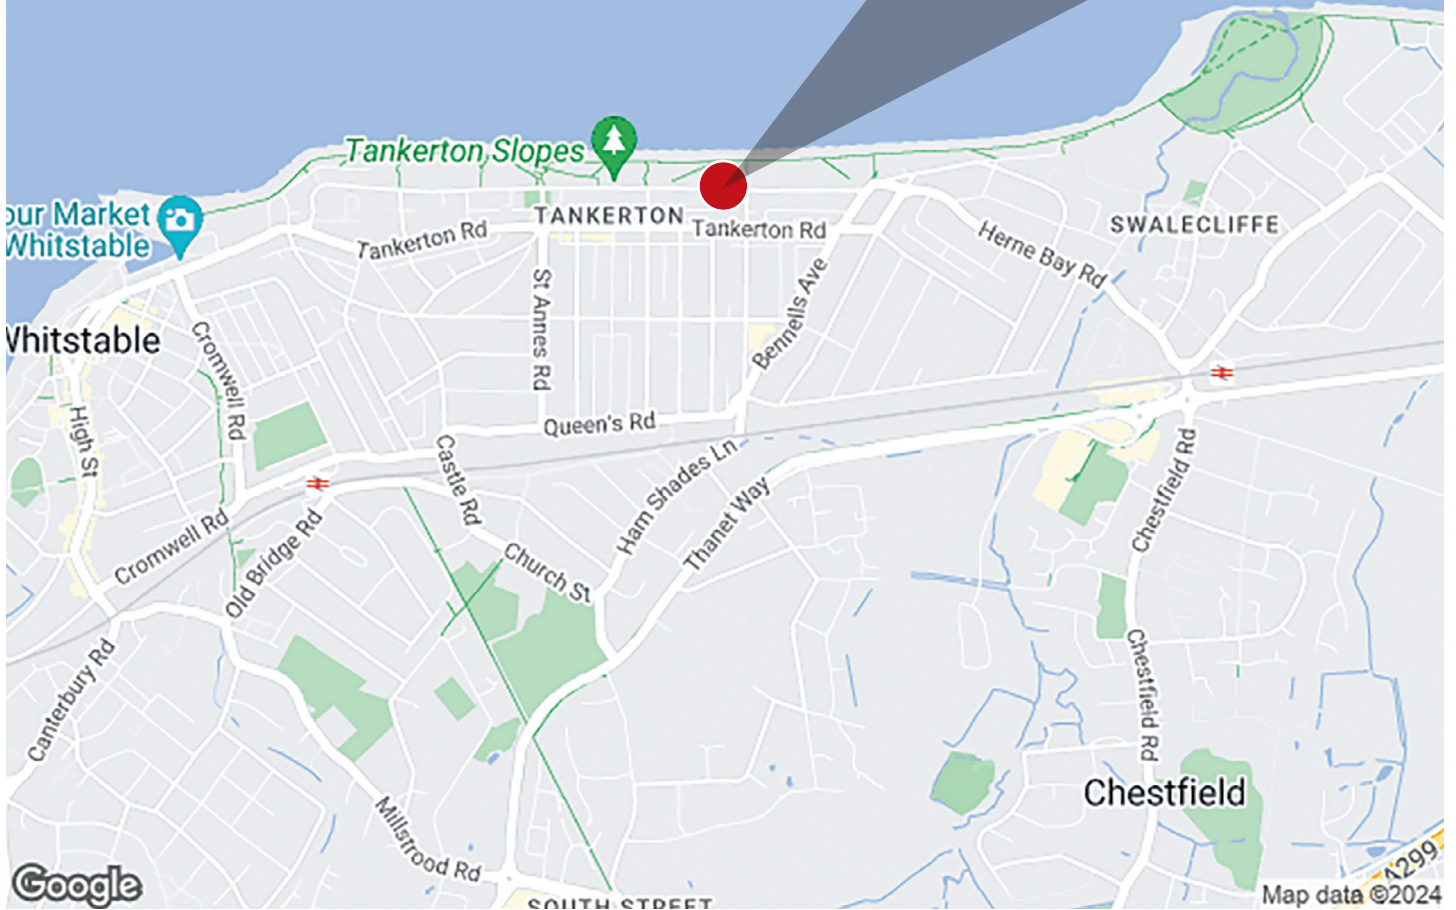 Tankerton Slopes
our Market
Whitstable
TANKERTON
Tankerton Rd
Tankerton Rd
SWALECLIFFE
Herne Bay Rd
St Annes Rd
Bennells Ave
Whitstable
Cromwell Rd
High St
Queen's Rd
Castle Rd
Ham Shades Ln
Chestfield Rd
Thanet Way
Cromwell Rd
Old Bridge Rd
Church St
Canterbury Rd
Chestfield Rd
Chestfield
Millstrood Rd
A299
Google
SOUTH STREET
Map data ©2024